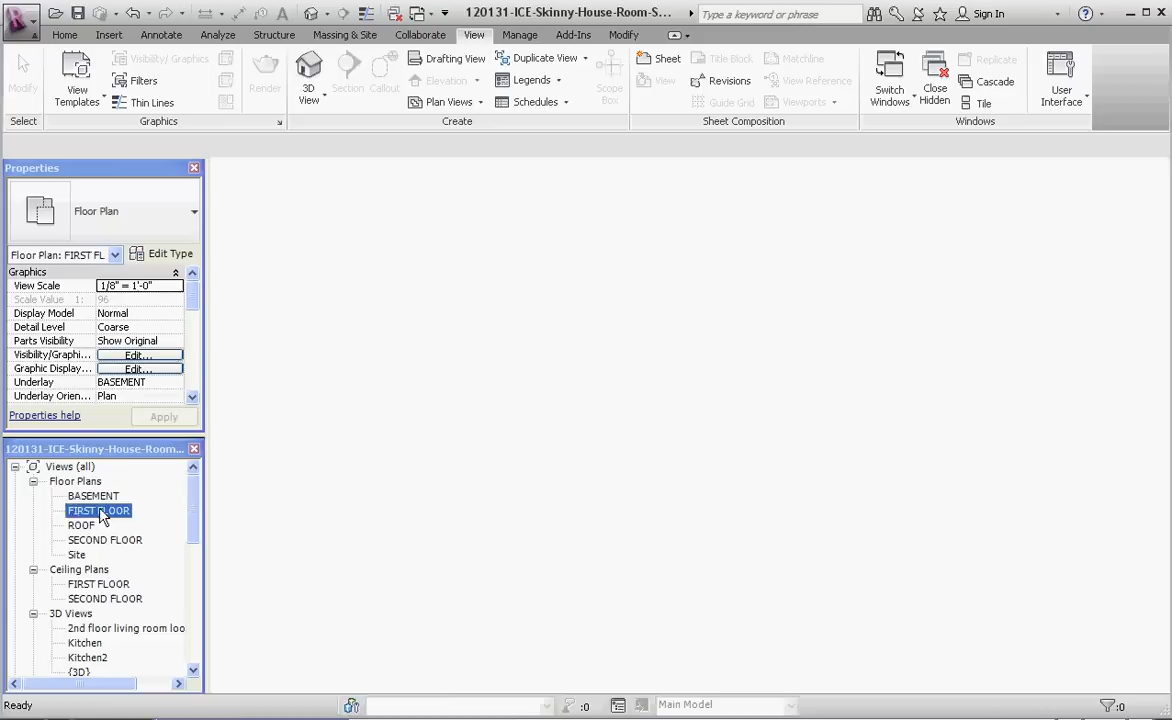 120131-ICE-Skinny-House-Room-S... Type a keyword or phrase Sign In
Home Insert Annotate Analyze Structure Massing & Site Collaborate View Manage Add-Ins Modify
Modify View Templates Visibility/ Graphics Filters Thin Lines Render 3D View Section Callout Drafting View Elevation Plan Views Duplicate View Legends Schedules Scope Box Sheet View Title Block Revisions Guide Grid Matchline View Reference Viewports Switch Windows Close Hidden Replicate Cascade Tile User Interface
Select Graphics Create Sheet Composition Windows
Properties
Floor Plan
Floor Plan: FIRST FL Edit Type
Graphics
View Scale 1/8" = 1'-0"
Scale Value 1: 96
Display Model Normal
Detail Level Coarse
Parts Visibility Show Original
Visibility/Graphi... Edit...
Graphic Display... Edit...
Underlay BASEMENT
Underlay Orien... Plan
Properties help Apply
120131-ICE-Skinny-House-Room...
Views (all)
Floor Plans
BASEMENT
FIRST FLOOR
ROOF
SECOND FLOOR
Site
Ceiling Plans
FIRST FLOOR
SECOND FLOOR
3D Views
2nd floor living room loo
Kitchen
Kitchen2
{3D}
Ready :0 Main Model :0